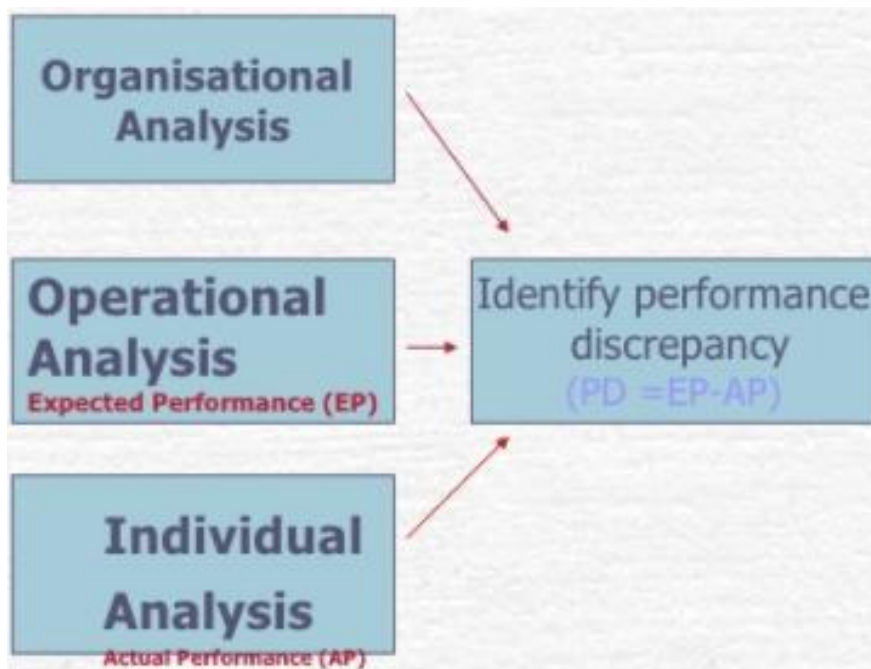 Organisational
Analysis
Operational
Analysis
Expected Performance (EP)
Identify performance
discrepancy
(PD =EP-AP)
Individual
Analysis
Actual Performance (AP)